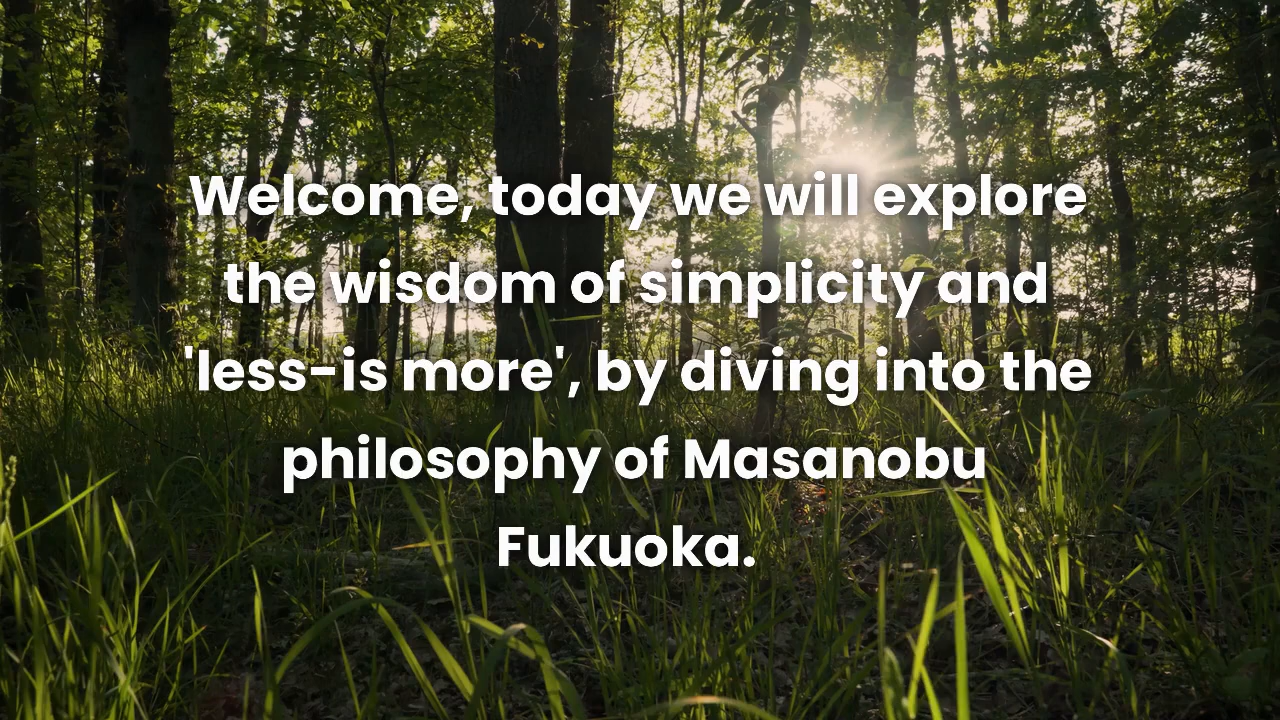 Welcome, today we will explore
the wisdom of simplicity and
'less-is more', by diving into the
philosophy of Masanobu
Fukuoka.